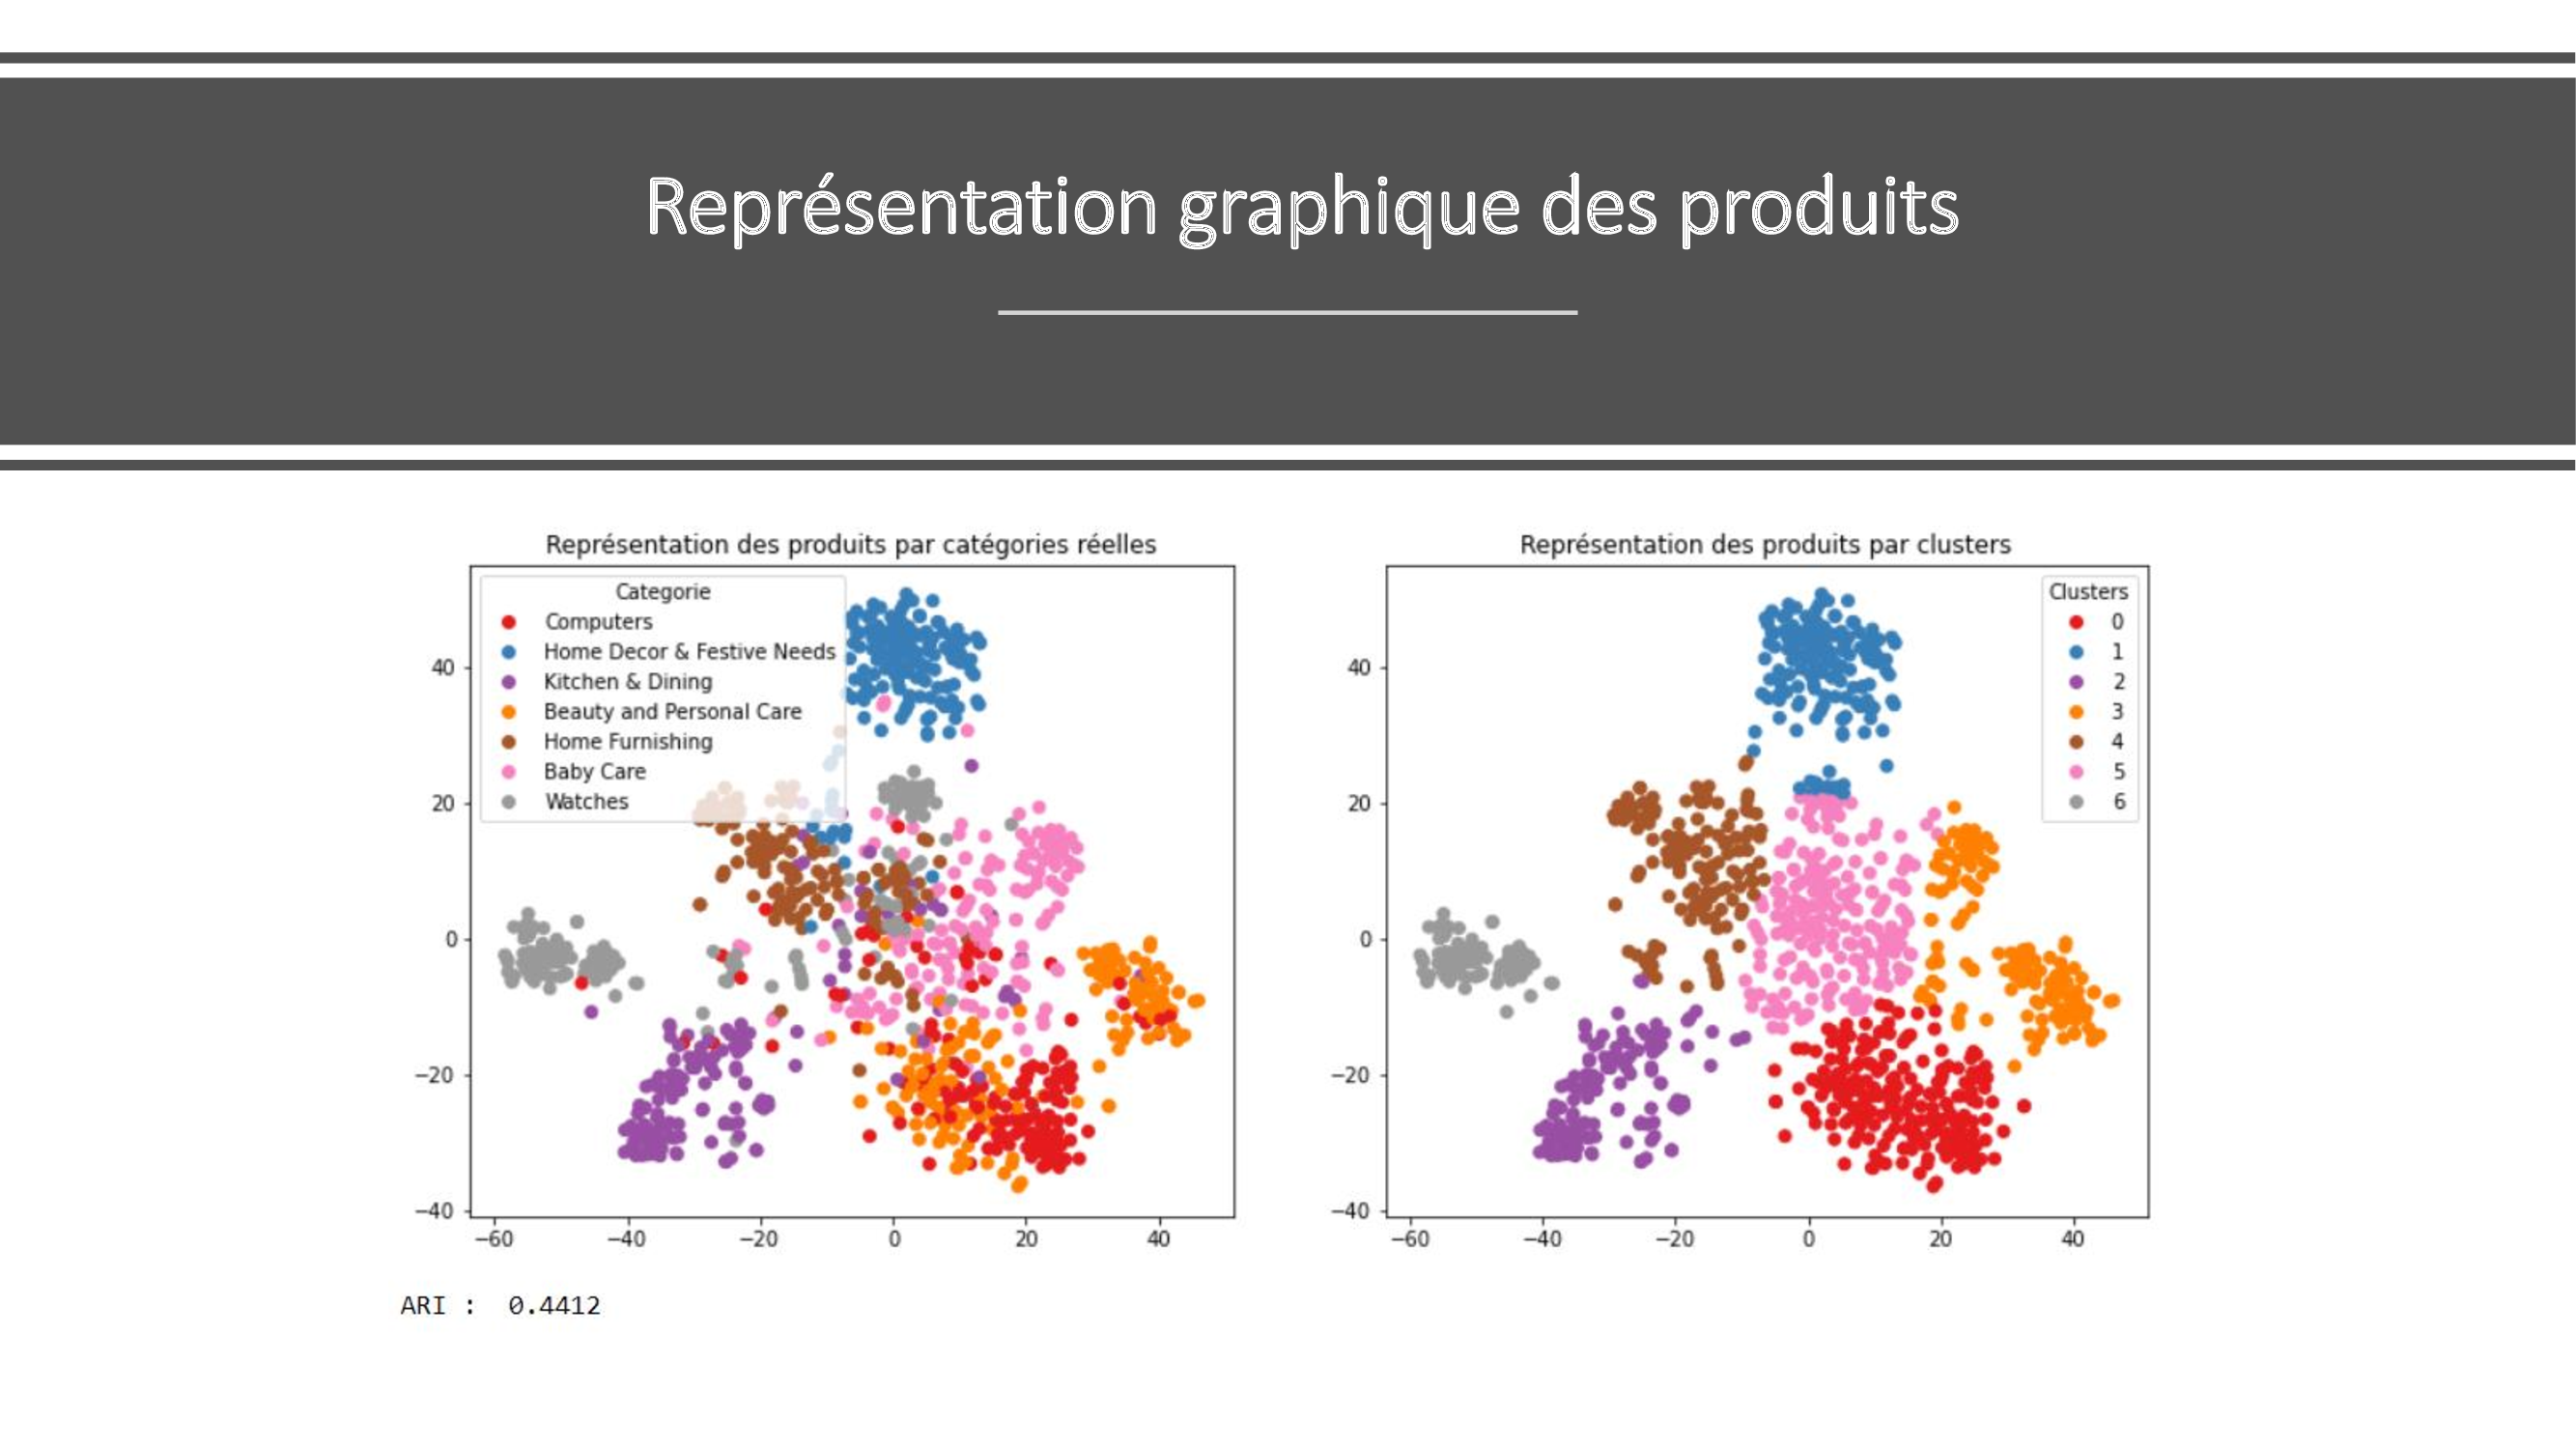 Représentation graphique des produits
Représentation des produits par catégories réelles
Categorie
Computers
Home Decor & Festive Needs
Kitchen & Dining
Beauty and Personal Care
Home Furnishing
Baby Care
Watches
40
20
0
−20
−40
−60 −40 −20 0 20 40
Représentation des produits par clusters
Clusters
0
1
2
3
4
5
6
40
20
0
−20
−40
−60 −40 −20 0 20 40
ARI : 0.4412